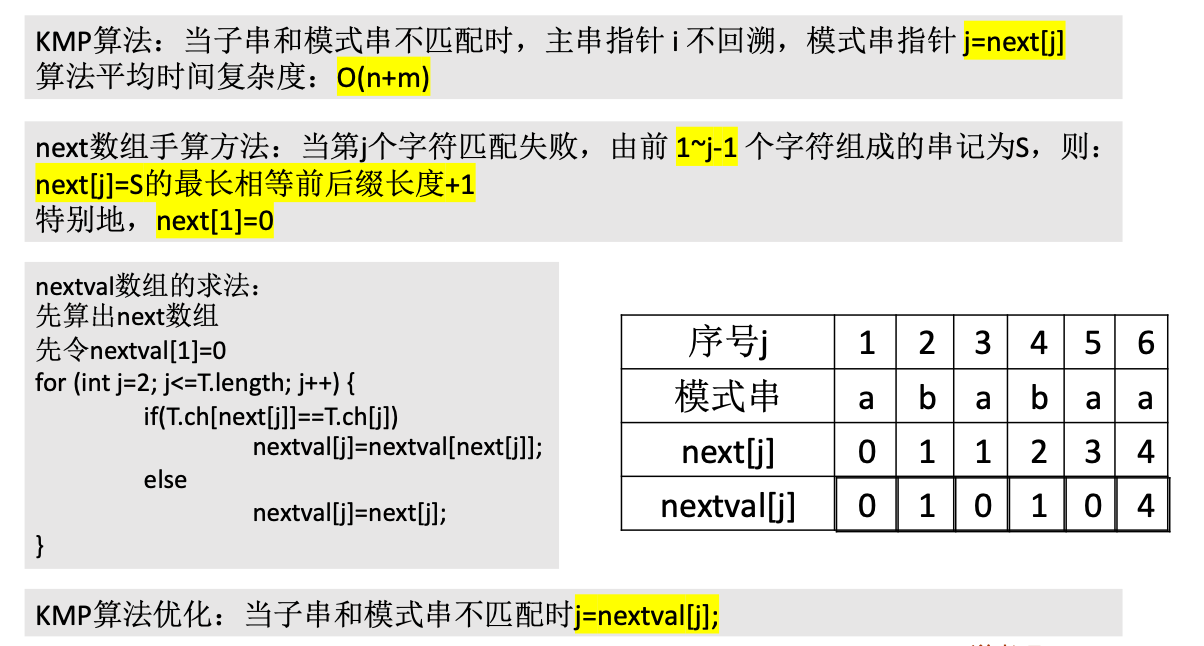 KMP算法：当子串和模式串不匹配时，主串指针 i 不回溯，模式串指针 j=next[j]
算法平均时间复杂度：O(n+m)
next数组手算方法：当第j个字符匹配失败，由前 1~j-1 个字符组成的串记为S，则：
next[j]=S的最长相等前后缀长度+1
特别地，next[1]=0
nextval数组的求法：
先算出next数组
先令nextval[1]=0
for (int j=2; j<=T.length; j++) {
if(T.ch[next[j]]==T.ch[j])
nextval[j]=nextval[next[j]];
else
nextval[j]=next[j];
}
序号j 1 2 3 4 5 6
模式串 a b a b a a
next[j] 0 1 1 2 3 4
nextval[j] 0 1 0 1 0 4
KMP算法优化：当子串和模式串不匹配时j=nextval[j];